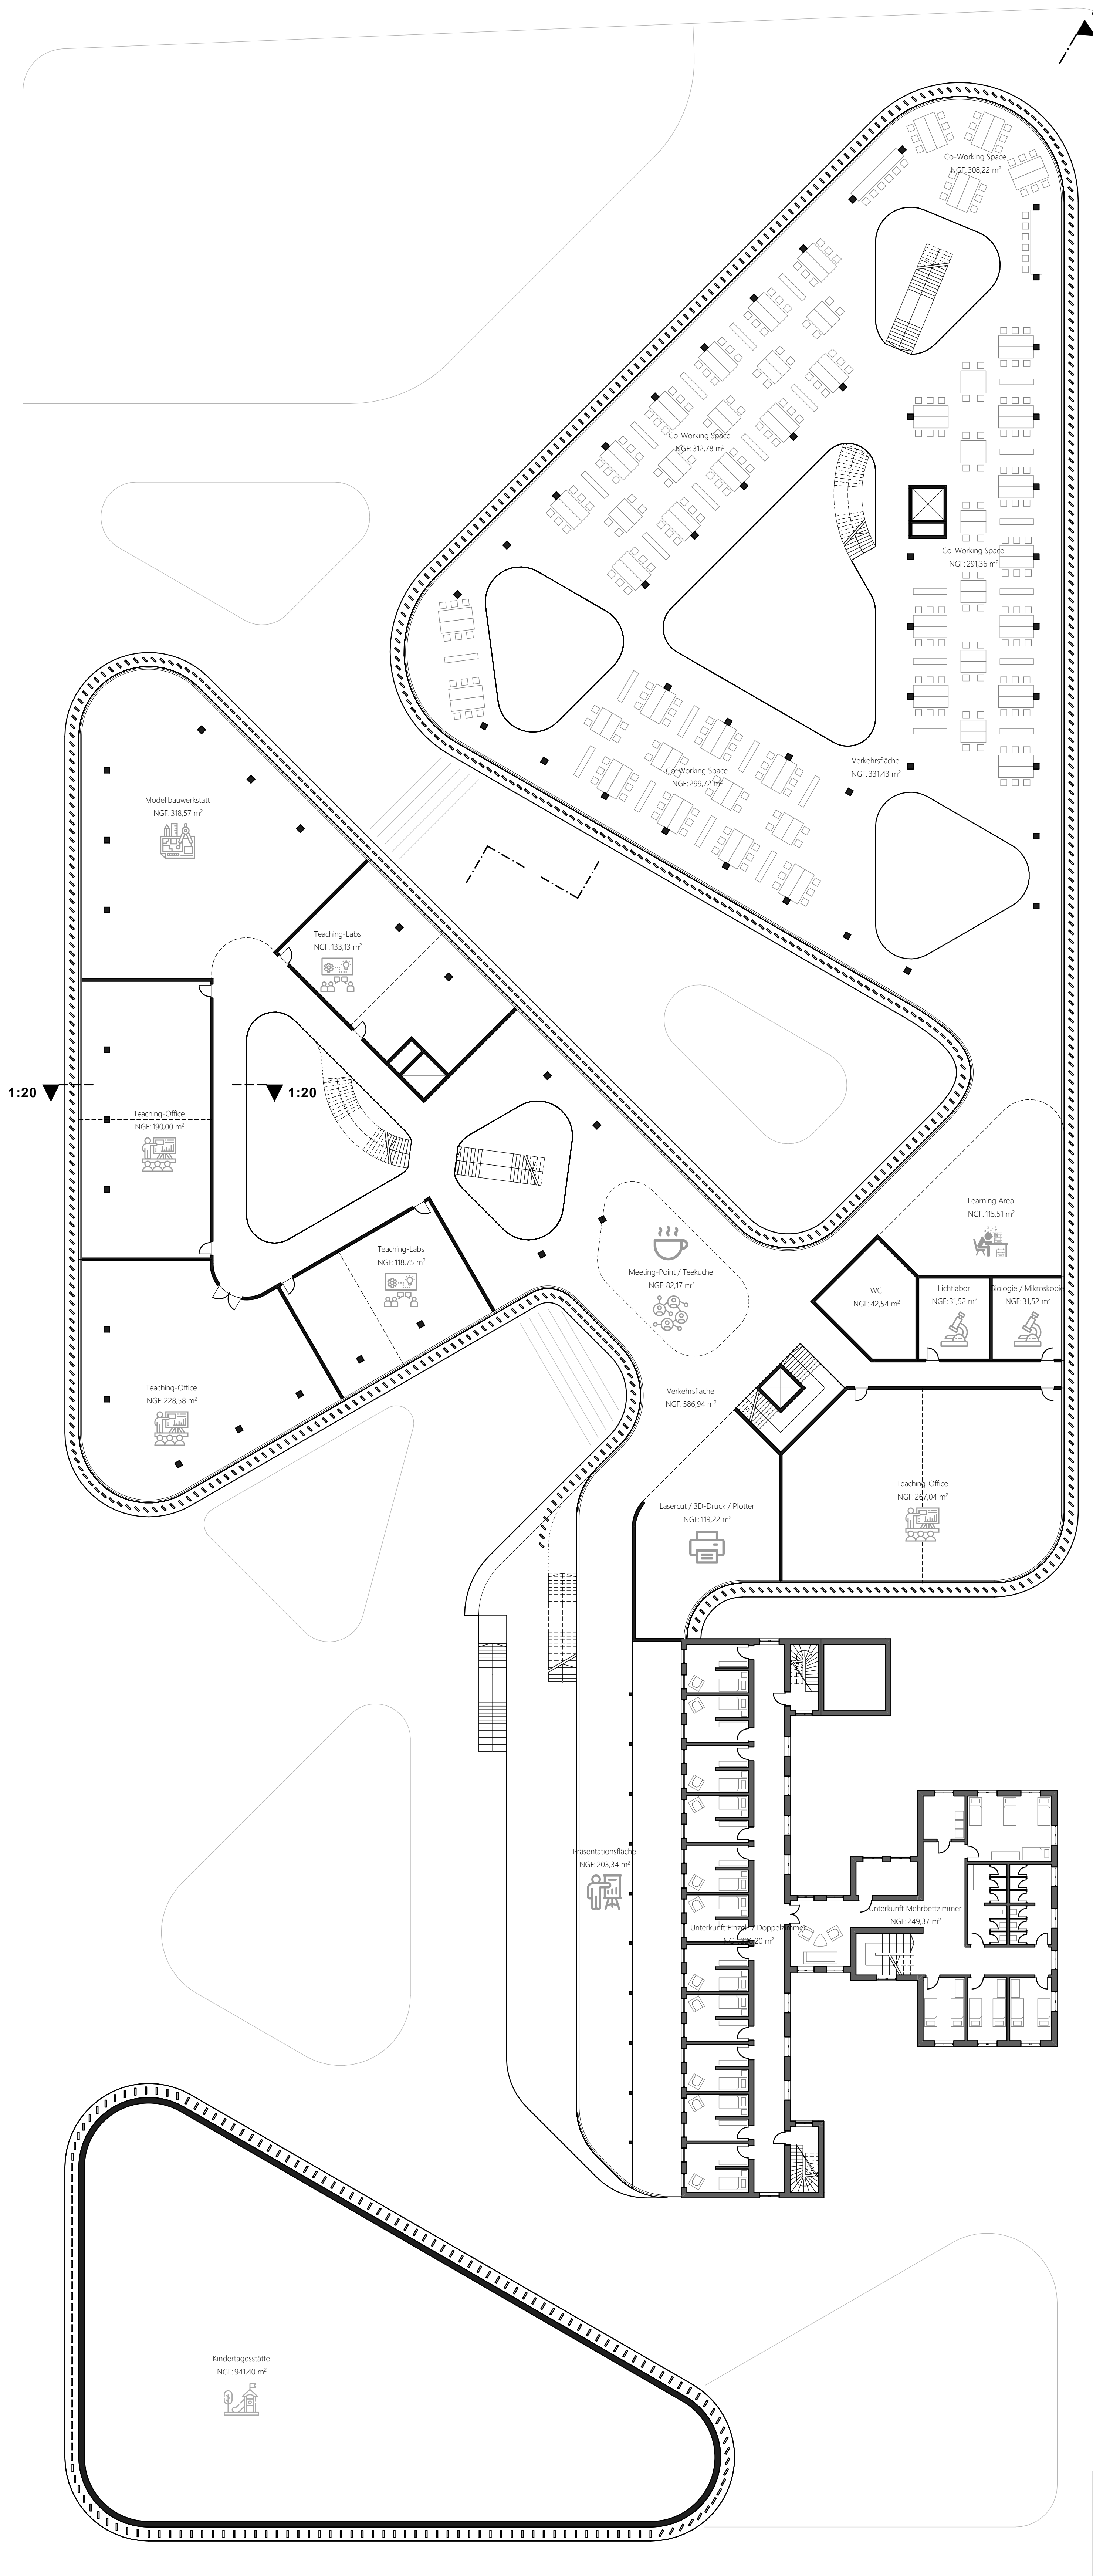 Co-Working Space
NGF: 308,22 m²
Co-Working Space
NGF: 312,78 m²
Co-Working Space
NGF: 291,36 m²
Verkehrsfläche
NGF: 331,43 m²
Co-Working Space
NGF: 299,72 m²
Modellbauwerkstatt
NGF: 318,57 m²
Teaching-Labs
NGF: 133,13 m²
1:20
1:20
Teaching-Office
NGF: 190,00 m²
Learning Area
NGF: 115,51 m²
Teaching-Labs
NGF: 118,75 m²
Meeting-Point / Teeküche
NGF: 82,17 m²
WC
NGF: 42,54 m²
Lichtlabor
NGF: 31,52 m²
Biologie / Mikroskopie
NGF: 31,52 m²
Teaching-Office
NGF: 228,58 m²
Verkehrsfläche
NGF: 586,94 m²
Teaching-Office
NGF: 267,04 m²
Lasercut / 3D-Druck / Plotter
NGF: 119,22 m²
Präsentationsfläche
NGF: 203,34 m²
Unterkunft Mehrbettzimmer
NGF: 249,37 m²
Unterkunft Einzel- / Doppelzimmer
NGF: m²
Kindertagesstätte
NGF: 941,40 m²